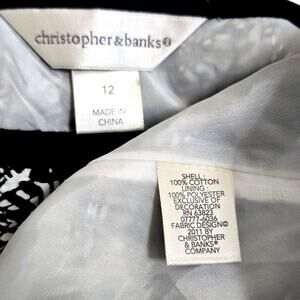 christopher&banks
12
MADE IN
CHINA
SHELL:
100% COTTON
LINING:
100% POLYESTER
EXCLUSIVE OF
DECORATION
RN 63823
07777-6036
FABRIC DESIGN©
2011 BY
CHRISTOPHER
& BANKS®
COMPANY